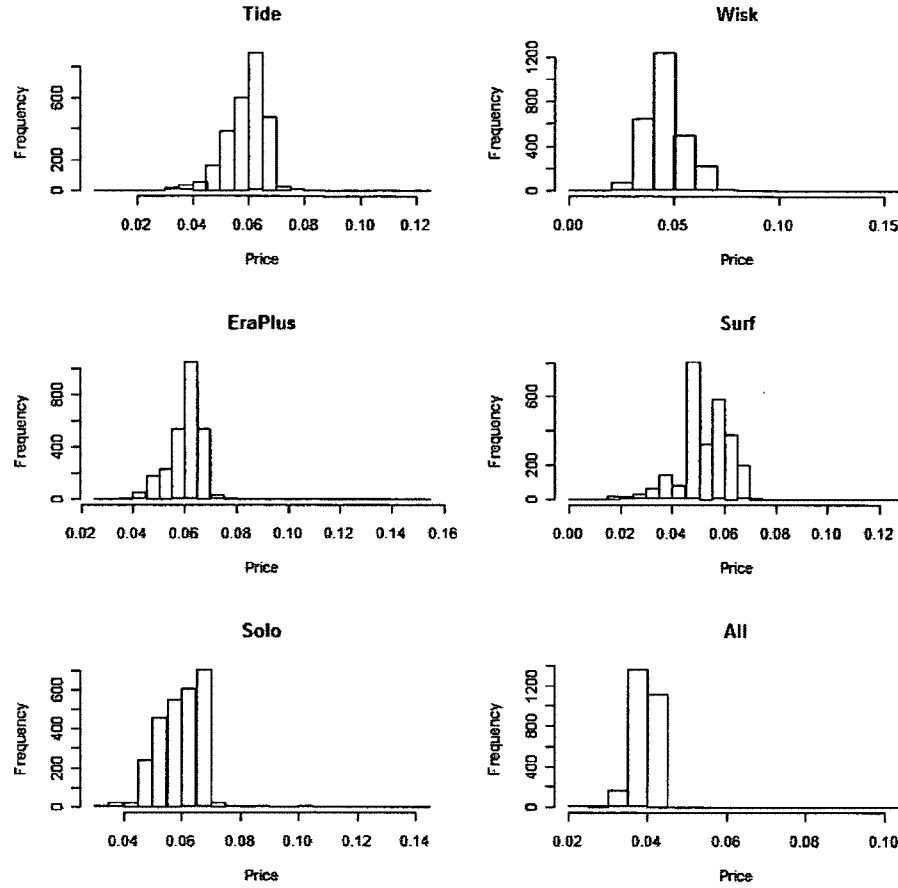 Tide
Frequency
0 200 600
0.02 0.04 0.06 0.08 0.10 0.12
Price
Wisk
Frequency
0 400 800 1200
0.00 0.05 0.10 0.15
Price
EraPlus
Frequency
0 400 800
0.02 0.04 0.06 0.08 0.10 0.12 0.14 0.16
Price
Surf
Frequency
0 200 600
0.00 0.02 0.04 0.06 0.08 0.10 0.12
Price
Solo
Frequency
0 200 400 600
0.04 0.06 0.08 0.10 0.12 0.14
Price
All
Frequency
0 400 800 1200
0.02 0.04 0.06 0.08 0.10
Price